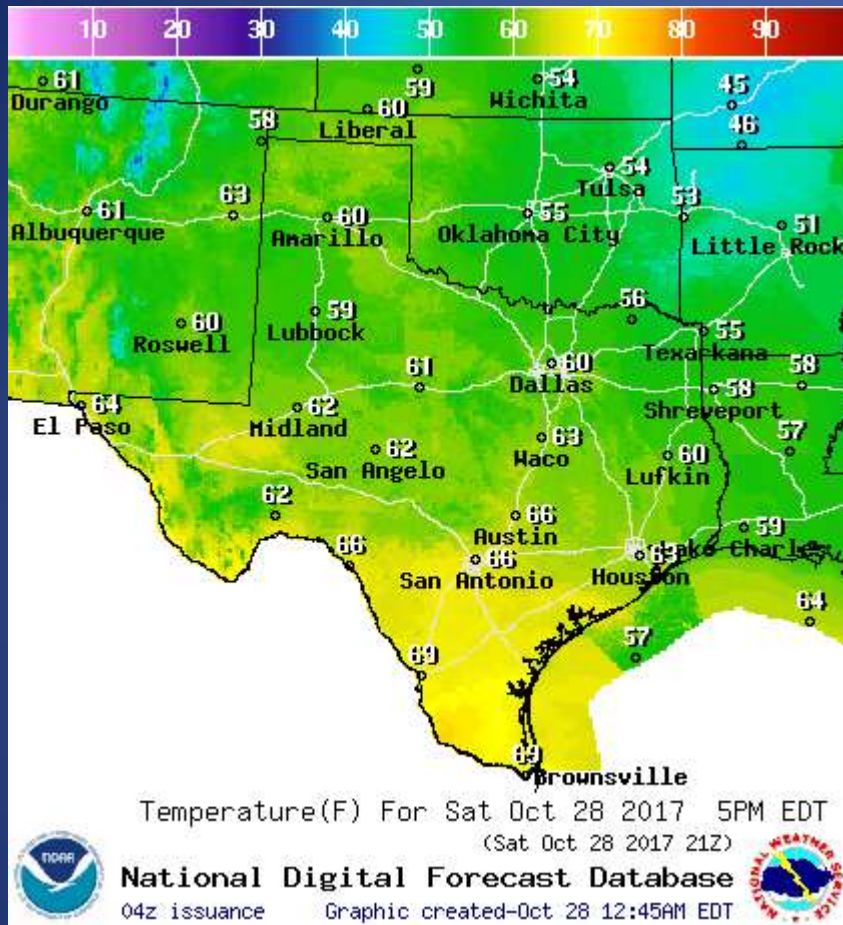 10 20 30 40 50 60 70 80 90
61 59 54 45
Durango Wichita
58 60 46
Liberal
54
Tulsa
61 63 60 55 53 51
Albuquerque Amarillo Oklahoma City Little Rock
60 59 56 55
Roswell Lubbock Texarkana
61 60 58 58
Dallas Shreveport
64 62 63 57
El Paso Midland Waco
62 60
San Angelo Lufkin
62 66 59
Austin Lake Charles
66 66 63
San Antonio Houston
64
57
69
69
Brownsville
Temperature(F) For Sat Oct 28 2017 5PM EDT
(Sat Oct 28 2017 21Z)
NOAA
NATIONAL WEATHER SERVICE
National Digital Forecast Database
04z issuance Graphic created-Oct 28 12:45AM EDT